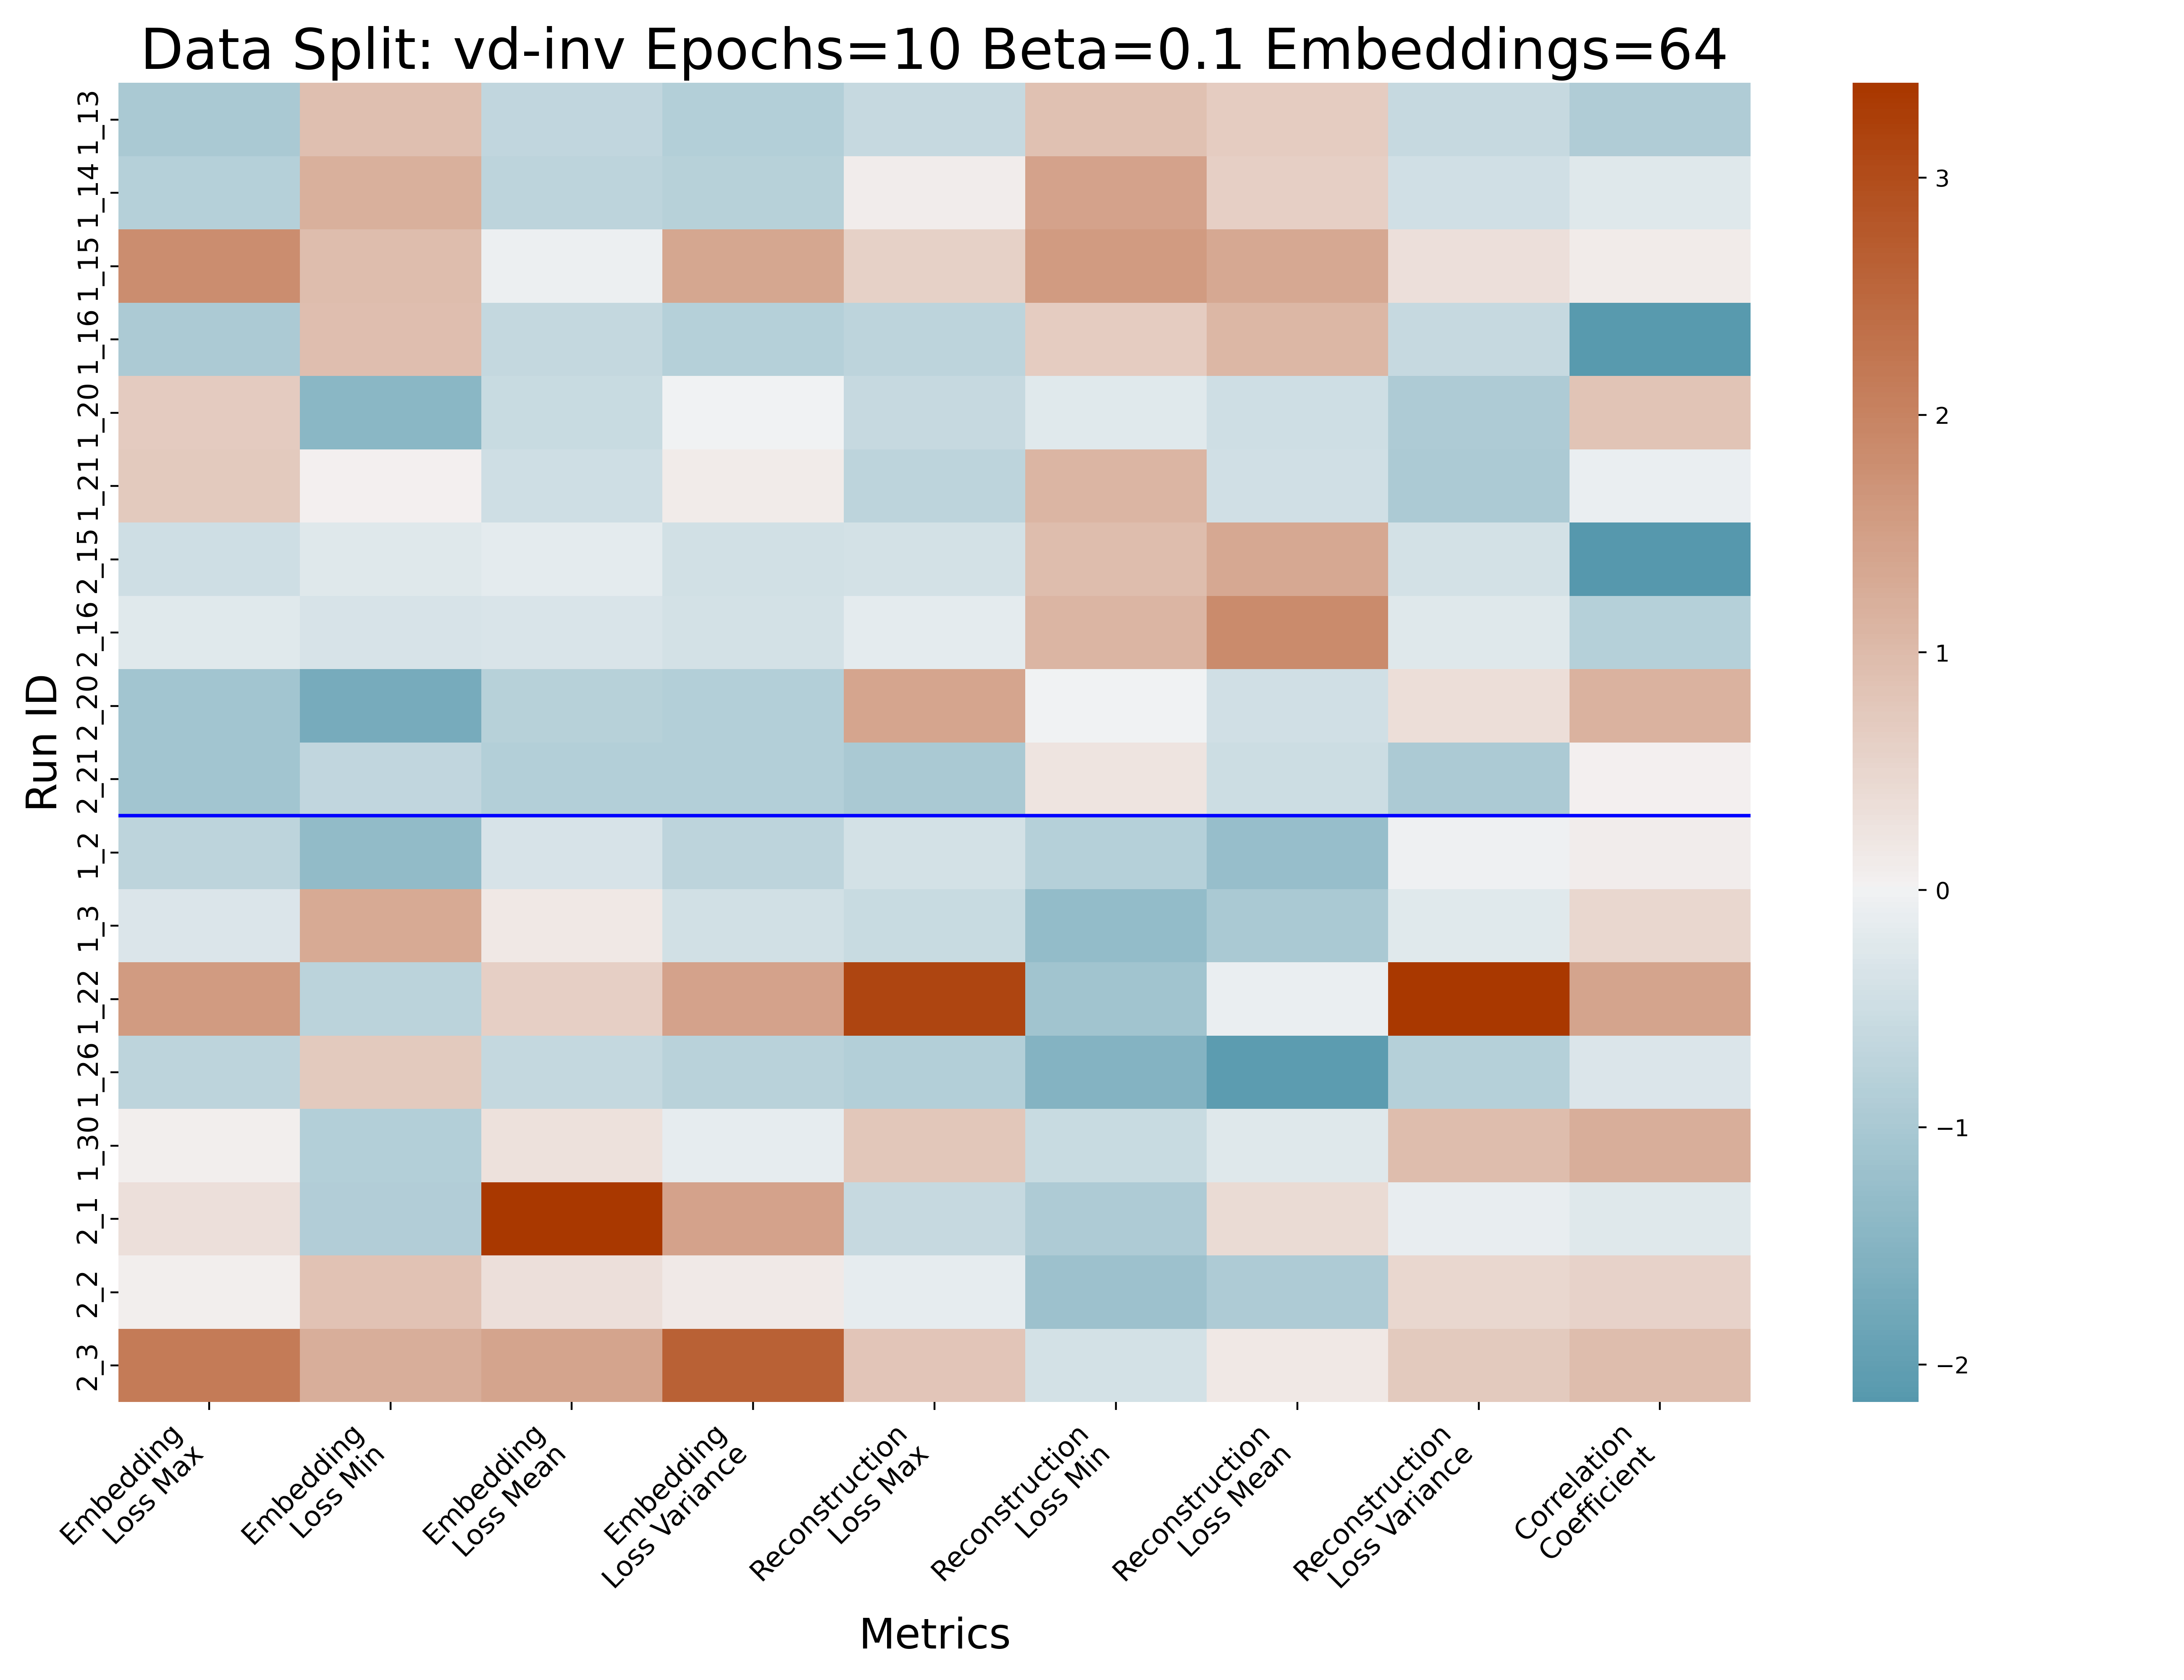 Data Split: vd-inv Epochs=10 Beta=0.1 Embeddings=64
Run ID
1_13
1_14
1_15
1_16
1_20
1_21
2_15
2_16
2_20
2_21
1_2
1_3
1_22
1_26
1_30
2_1
2_2
2_3
Embedding
Loss Max
Embedding
Loss Min
Embedding
Loss Mean
Embedding
Loss Variance
Reconstruction
Loss Max
Reconstruction
Loss Min
Reconstruction
Loss Mean
Reconstruction
Loss Variance
Correlation
Coefficient
Metrics
3
2
1
0
−1
−2